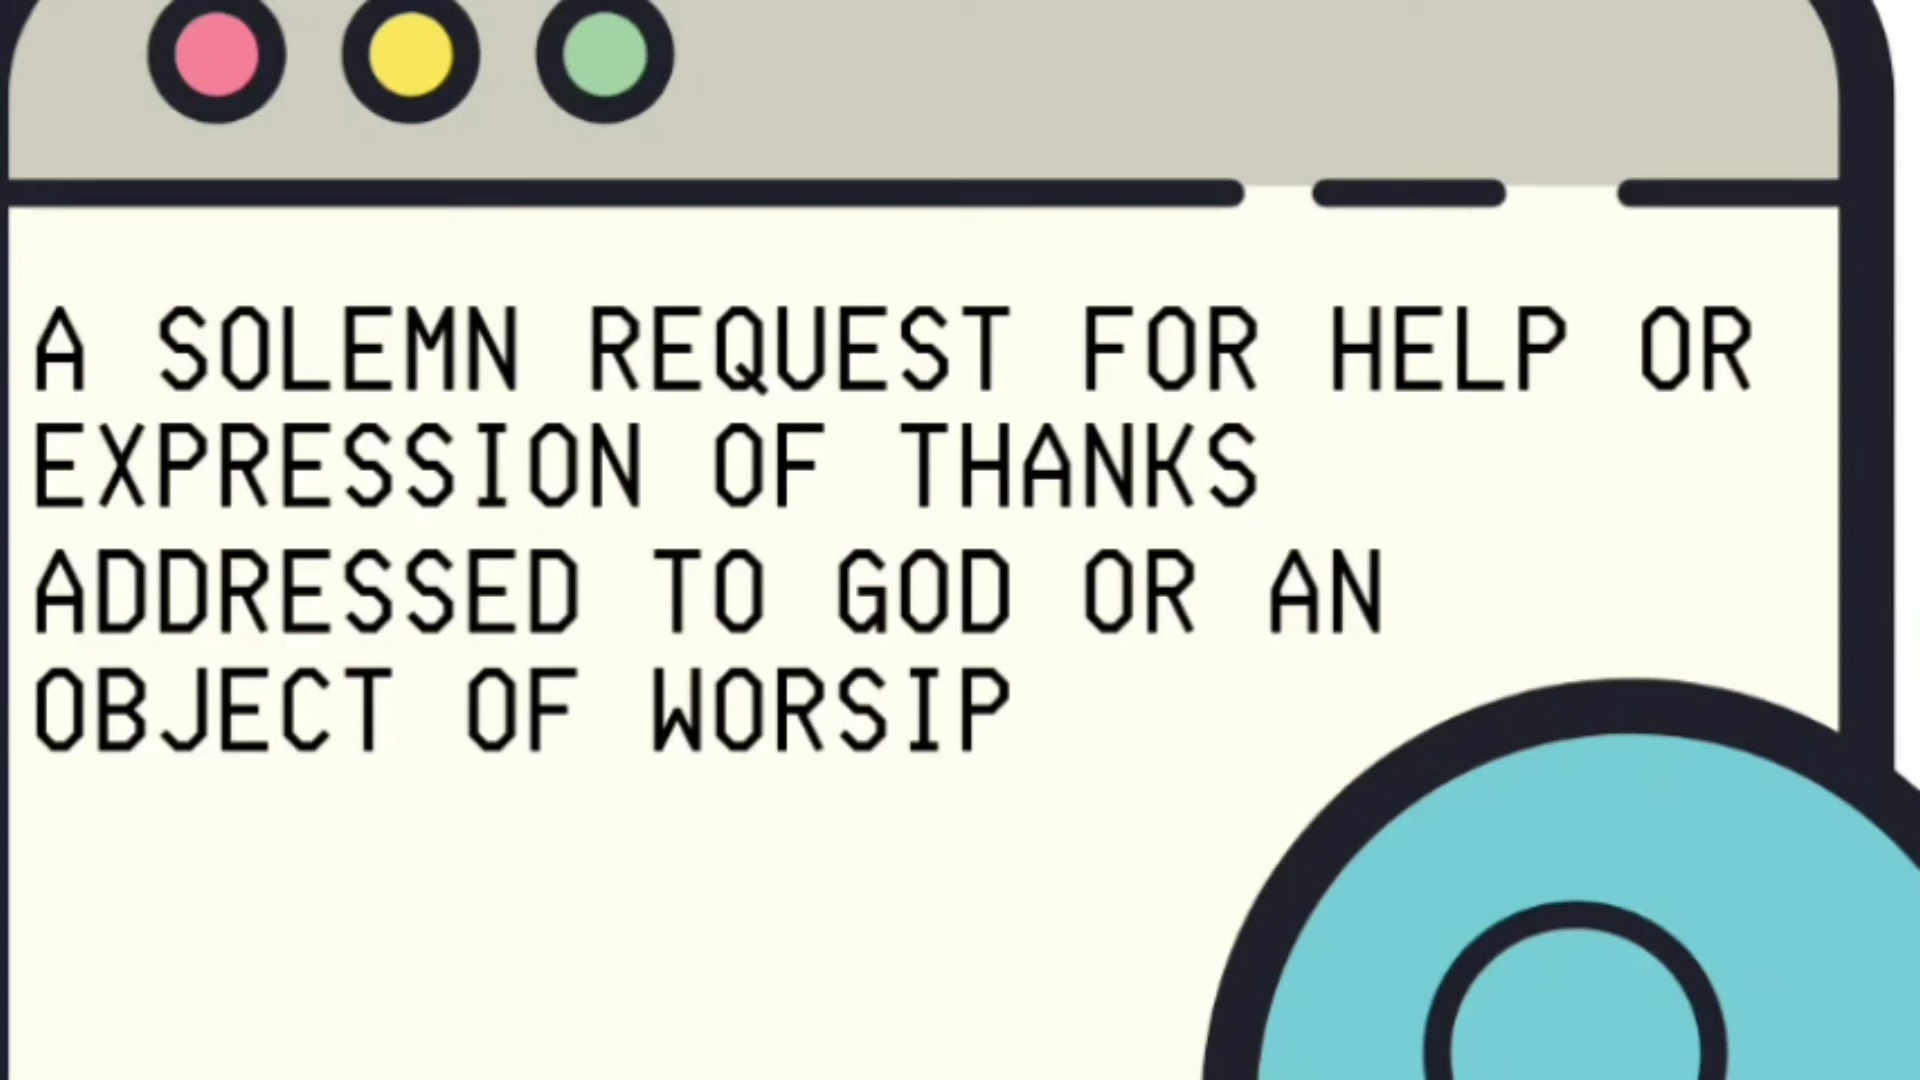 A SOLEMN REQUEST FOR HELP OR
EXPRESSION OF THANKS
ADDRESSED TO GOD OR AN
OBJECT OF WORSIP